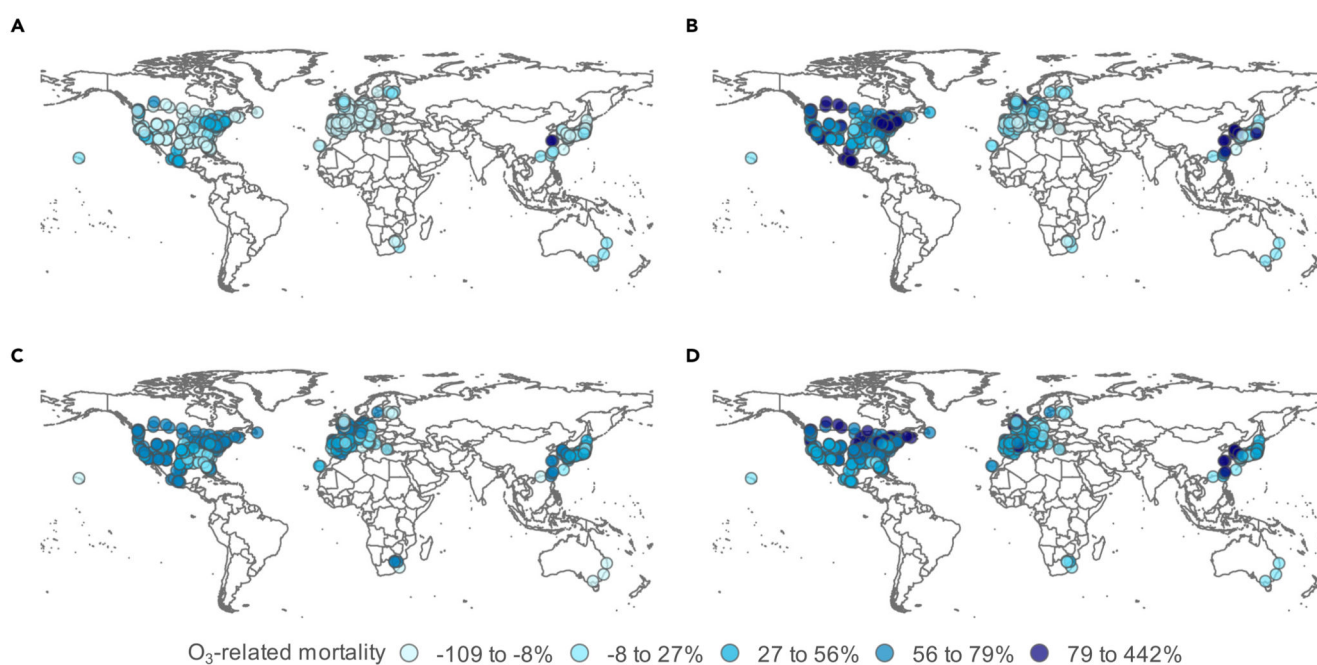 A
B
C
D
O₃-related mortality -109 to -8% -8 to 27% 27 to 56% 56 to 79% 79 to 442%